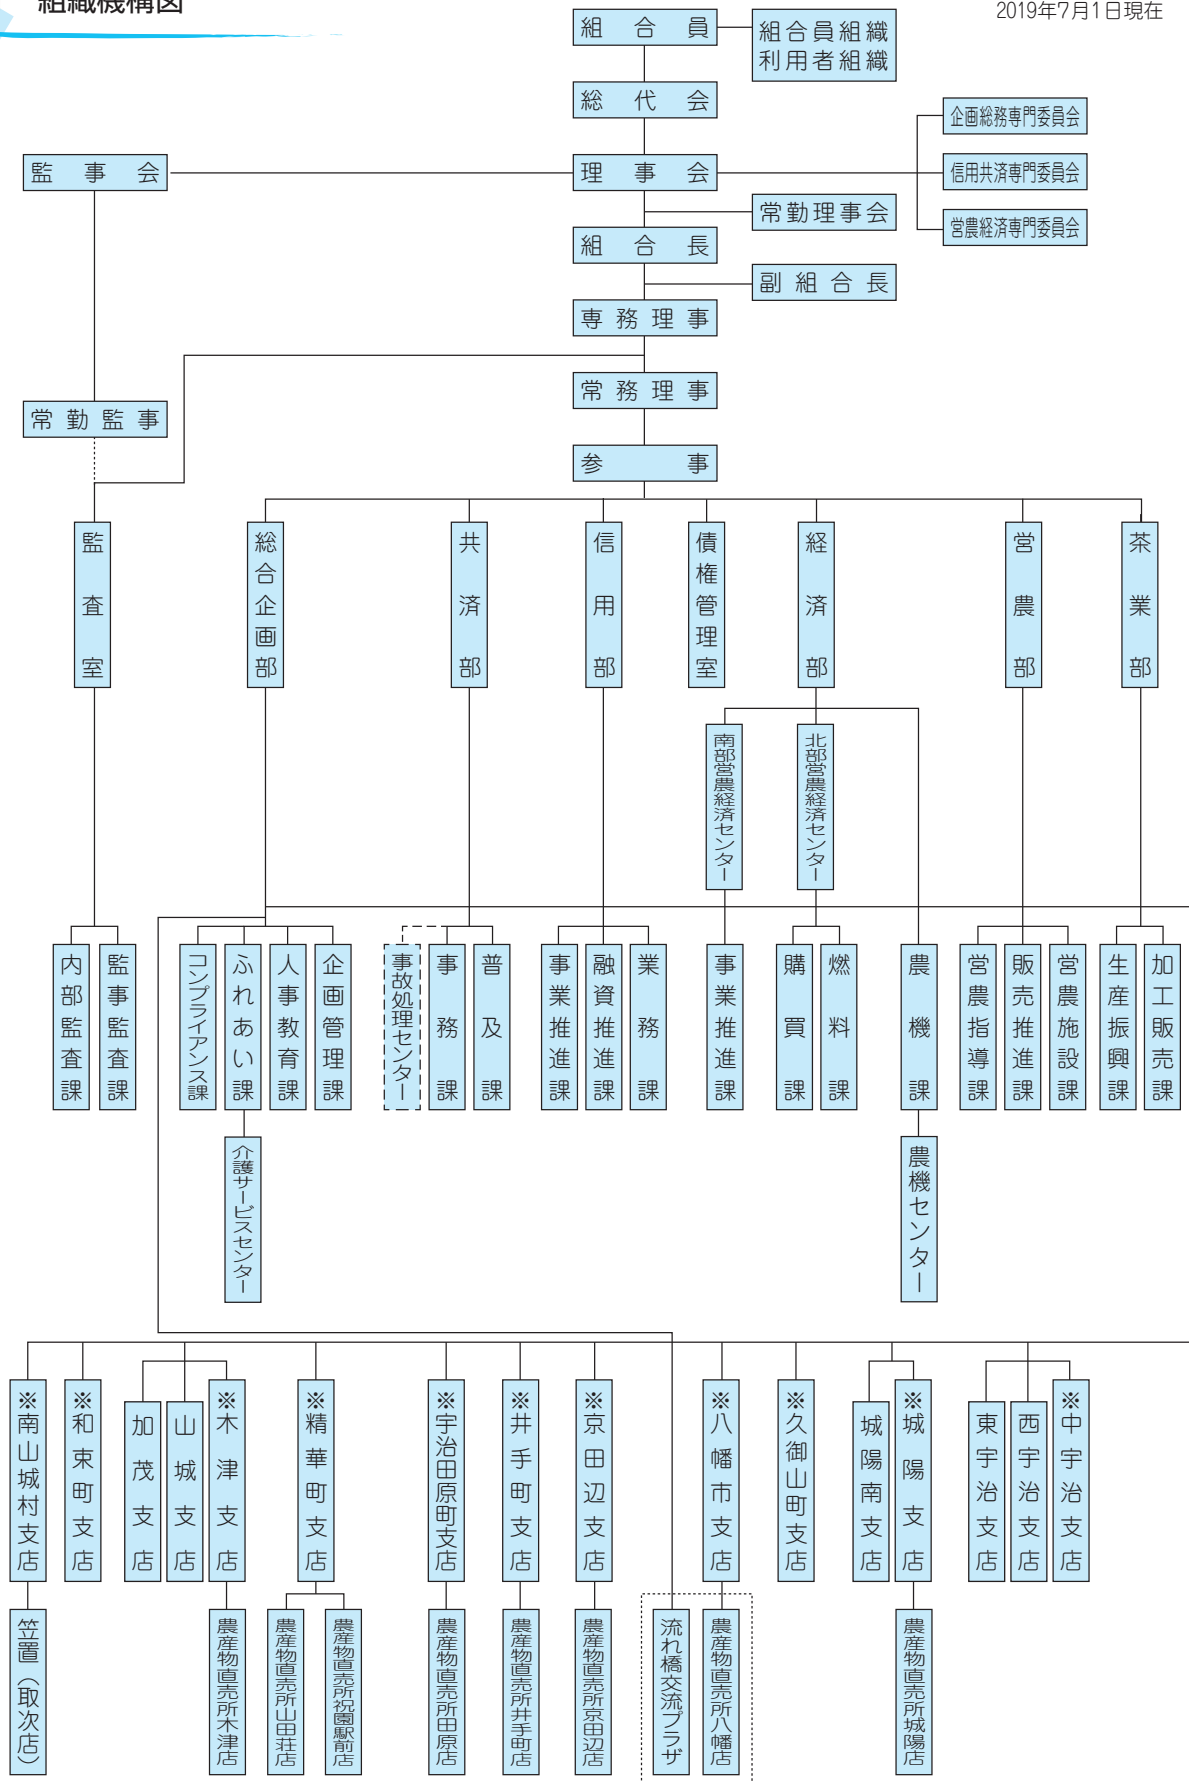 組織機構図
2019年7月1日現在
組合員
組合員組織
利用者組織
総代会
企画総務専門委員会
監事会
理事会
信用共済専門委員会
常勤理事会
営農経済専門委員会
組合長
副組合長
専務理事
常務理事
常勤監事
参事
監査室
総合企画部
共済部
信用部
債権管理室
経済部
営農部
茶業部
南部営農経済センター
北部営農経済センター
内部監査課
監事監査課
コンプライアンス課
ふれあい課
人事教育課
企画管理課
事故処理センター
事務課
普及課
事業推進課
融資推進課
業務課
事業推進課
購買課
燃料課
農機課
営農指導課
販売推進課
営農施設課
生産振興課
加工販売課
介護サービスセンター
農機センター
※南山城村支店
※和束町支店
加茂支店
山城支店
※木津支店
※精華町支店
※宇治田原町支店
※井手町支店
※京田辺支店
※八幡市支店
※久御山町支店
城陽南支店
※城陽支店
東宇治支店
西宇治支店
※中宇治支店
笠置(取次店)
農産物直売所木津店
農産物直売所山田荘店
農産物直売所祝園駅前店
農産物直売所田原店
農産物直売所井手町店
農産物直売所京田辺店
流れ橋交流プラザ
農産物直売所八幡店
農産物直売所城陽店